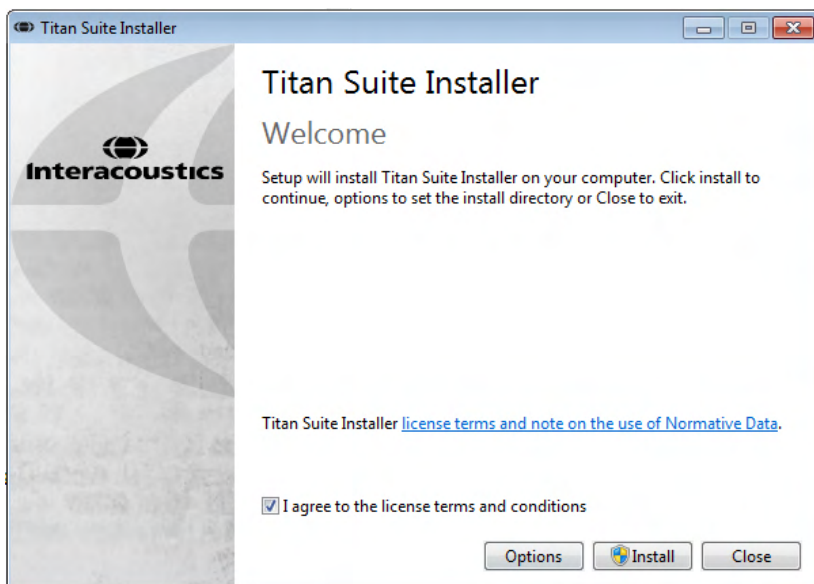 Titan Suite Installer
Titan Suite Installer
Welcome
Interacoustics
Setup will install Titan Suite Installer on your computer. Click install to
continue, options to set the install directory or Close to exit.
Titan Suite Installer license terms and note on the use of Normative Data.
I agree to the license terms and conditions
Options
Install
Close